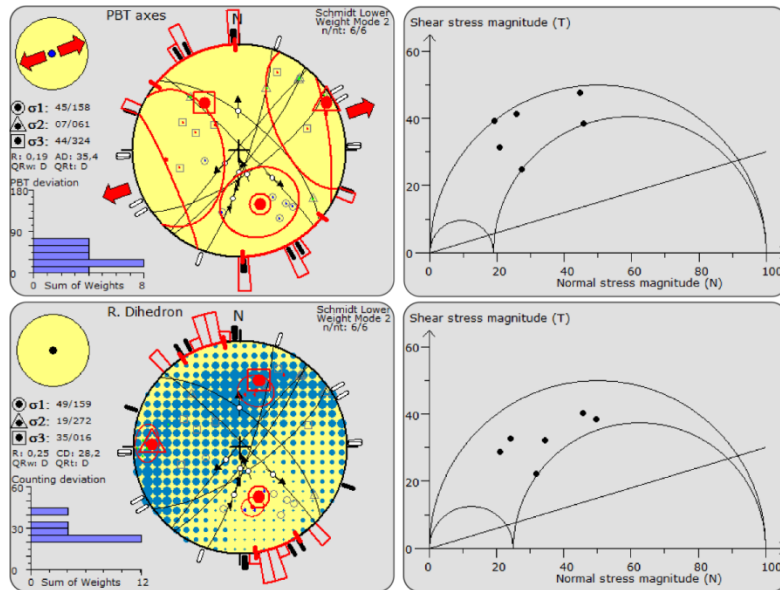 PBT axes
N
Schmidt Lower
Weight Mode 2
n/nt: 6/6
σ1: 45/158
σ2: 07/061
σ3: 44/324
R: 0,19 AD: 35,4
QRw: D QRt: D
PBT deviation
180
90
0
0 Sum of Weights 8
Shear stress magnitude (T)
60
40
20
0
0 20 40 60 80 100
Normal stress magnitude (N)
R. Dihedron
N
Schmidt Lower
Weight Mode 2
n/nt: 6/6
σ1: 49/159
σ2: 19/272
σ3: 35/016
R: 0,25 CD: 28,2
QRw: D QRt: D
Counting deviation
60
30
0
0 Sum of Weights 12
Shear stress magnitude (T)
60
40
20
0
0 20 40 60 80 100
Normal stress magnitude (N)